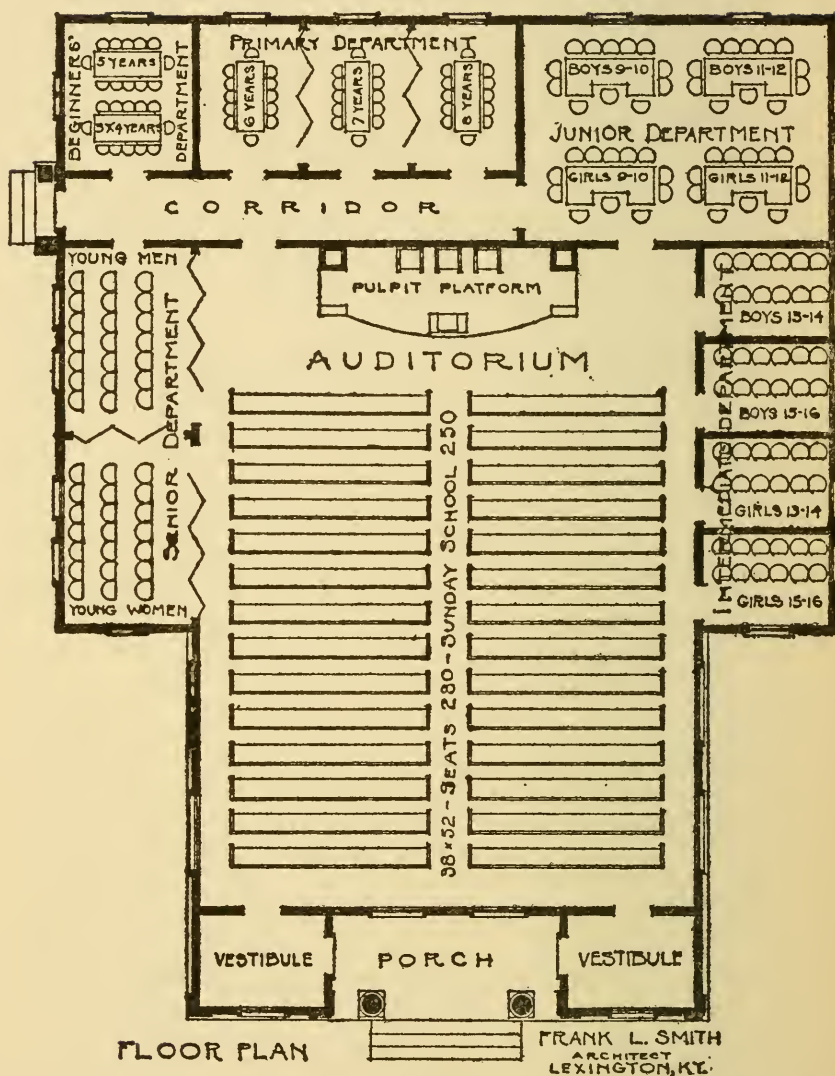 BEGINNERS'
DEPARTMENT
5 YEARS
3 & 4 YEARS
PRIMARY DEPARTMENT
6 YEARS
7 YEARS
8 YEARS
BOYS 9-10
BOYS 11-12
JUNIOR DEPARTMENT
GIRLS 9-10
GIRLS 11-12
CORRIDOR
YOUNG MEN
SENIOR DEPARTMENT
YOUNG WOMEN
PULPIT PLATFORM
AUDITORIUM
38×52 - SEATS 280 - SUNDAY SCHOOL 250
INTERMEDIATE DEPARTMENT
BOYS 13-14
BOYS 15-16
GIRLS 13-14
GIRLS 15-16
VESTIBULE
PORCH
VESTIBULE
FLOOR PLAN
FRANK L. SMITH
ARCHITECT
LEXINGTON, KY.